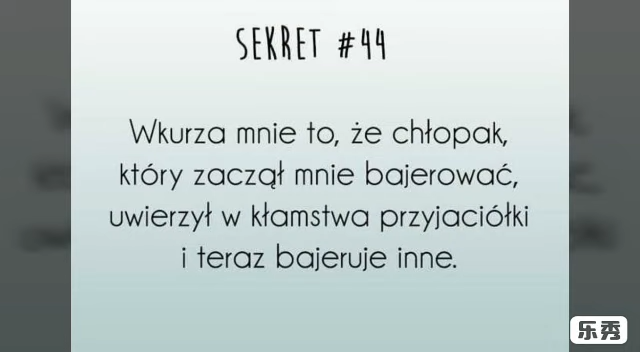 SEKRET #44
Wkurza mnie to, że chłopak,
który zaczął mnie bajerować,
uwierzył w kłamstwa przyjaciółki
i teraz bajeruje inne.
乐秀